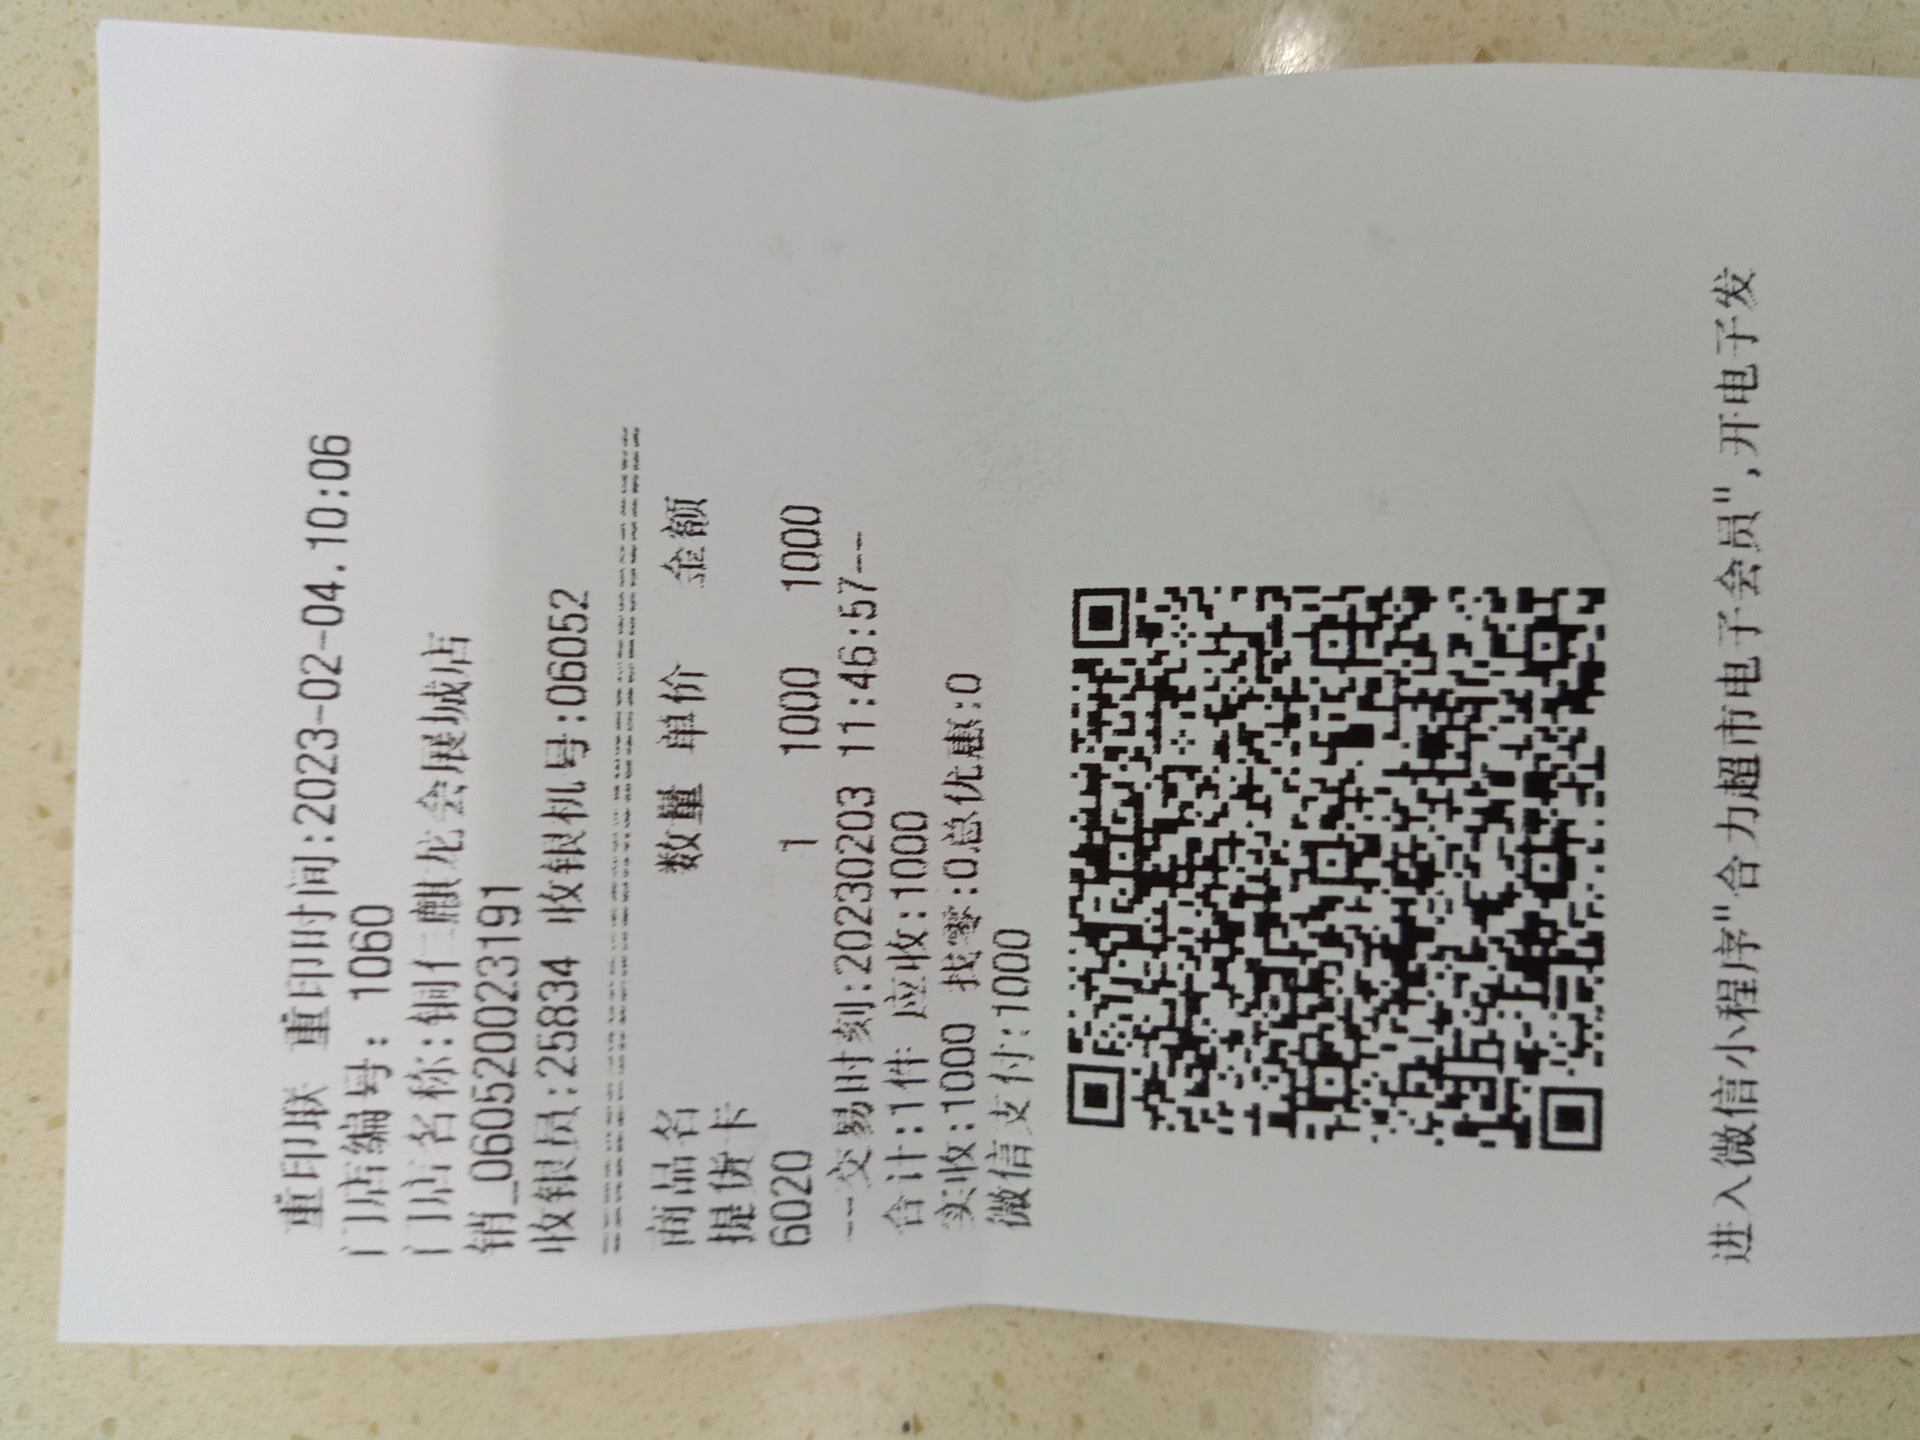 重印联 重印时间:2023-02-04.10:06
门店编号: 1060
门店名称:铜仁麒龙会展城店
销_060520023191
收银员:25834 收银机号:06052
商品名 数量 单价 金额
提货卡
6020 1 1000 1000
--交易时刻:20230203 11:46:57--
合计:1件 应收:1000
实收:1000 找零:0总优惠:0
微信支付:1000
进入微信小程序"合力超市电子会员",开电子发